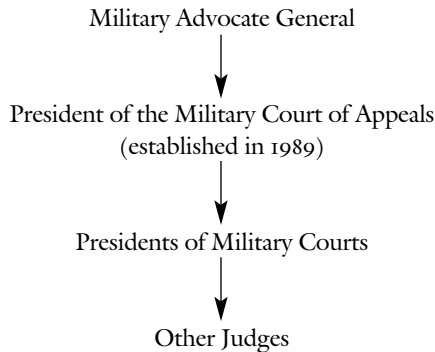 Military Advocate General
President of the Military Court of Appeals
(established in 1989)
Presidents of Military Courts
Other Judges